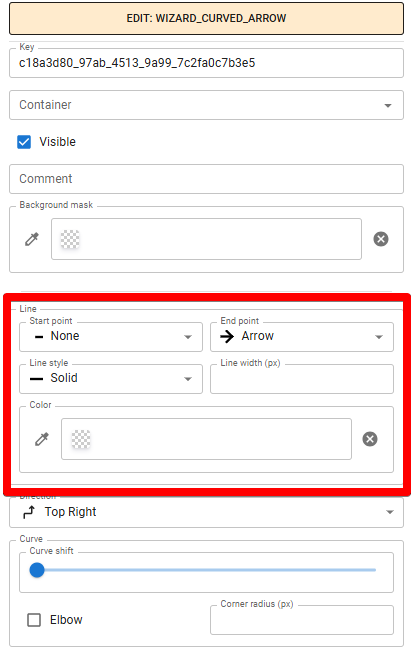 EDIT: WIZARD_CURVED_ARROW
Key
c18a3d80_97ab_4513_9a99_7c2fa0c7b3e5
Container
Visible
Comment
Background mask
Line
Start point
End point
None
Arrow
Line style
Line width (px)
Solid
Color
Direction
Top Right
Curve
Curve shift
Corner radius (px)
Elbow